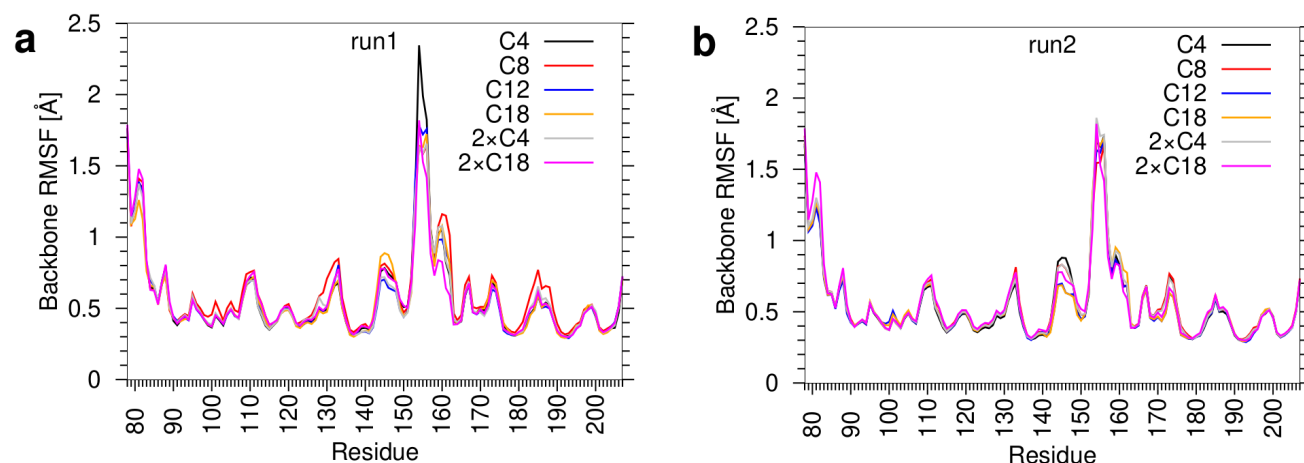 a
run1
C4
C8
C12
C18
2×C4
2×C18
Backbone RMSF [Å]
2.5
2
1.5
1
0.5
0
80 90 100 110 120 130 140 150 160 170 180 190 200
Residue
b
run2
C4
C8
C12
C18
2×C4
2×C18
Backbone RMSF [Å]
2.5
2
1.5
1
0.5
0
80 90 100 110 120 130 140 150 160 170 180 190 200
Residue